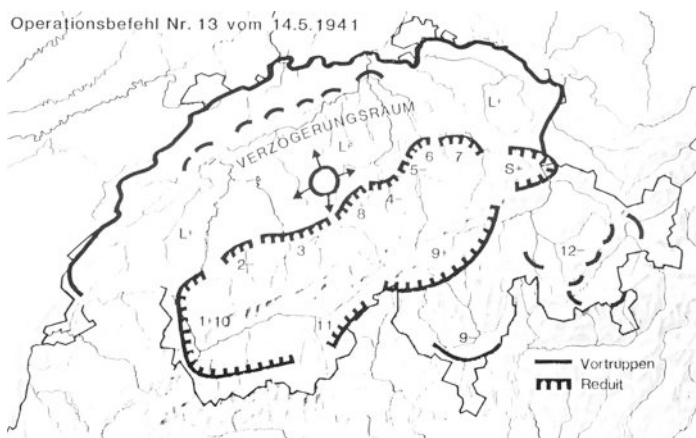 Operationsbefehl Nr. 13 vom 14.5.1941
VERZÖGERUNGSRAUM
L+
L+
L+
6
7
5–
S+
4–
8
3
2–
9+
12–
1+10
11
9–
Vortruppen
Reduit